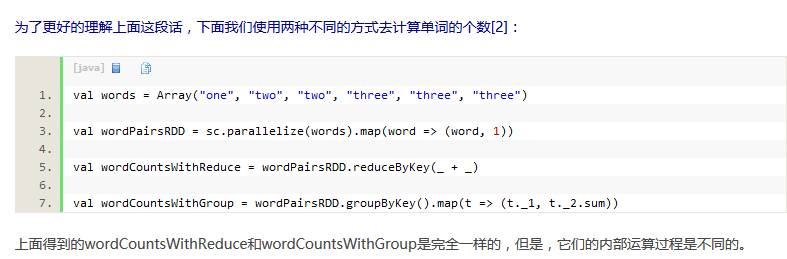 为了更好的理解上面这段话，下面我们使用两种不同的方式去计算单词的个数[2]：
[java]
1. val words = Array("one", "two", "two", "three", "three", "three")
2.
3. val wordPairsRDD = sc.parallelize(words).map(word => (word, 1))
4.
5. val wordCountsWithReduce = wordPairsRDD.reduceByKey(_ + _)
6.
7. val wordCountsWithGroup = wordPairsRDD.groupByKey().map(t => (t._1, t._2.sum))
上面得到的wordCountsWithReduce和wordCountsWithGroup是完全一样的，但是，它们的内部运算过程是不同的。